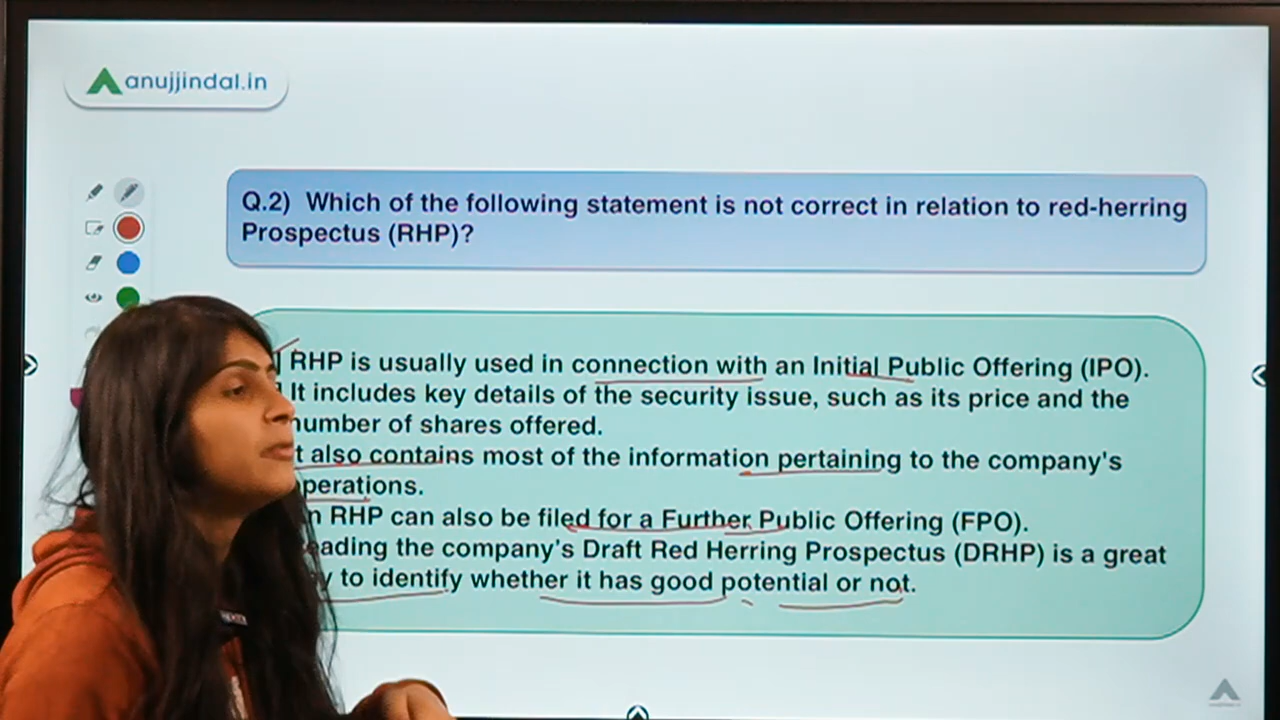 anujjindal.in
Q.2) Which of the following statement is not correct in relation to red-herring
Prospectus (RHP)?
RHP is usually used in connection with an Initial Public Offering (IPO).
It includes key details of the security issue, such as its price and the
number of shares offered.
t also contains most of the information pertaining to the company's
perations.
n RHP can also be filed for a Further Public Offering (FPO).
eading the company's Draft Red Herring Prospectus (DRHP) is a great
y to identify whether it has good potential or not.